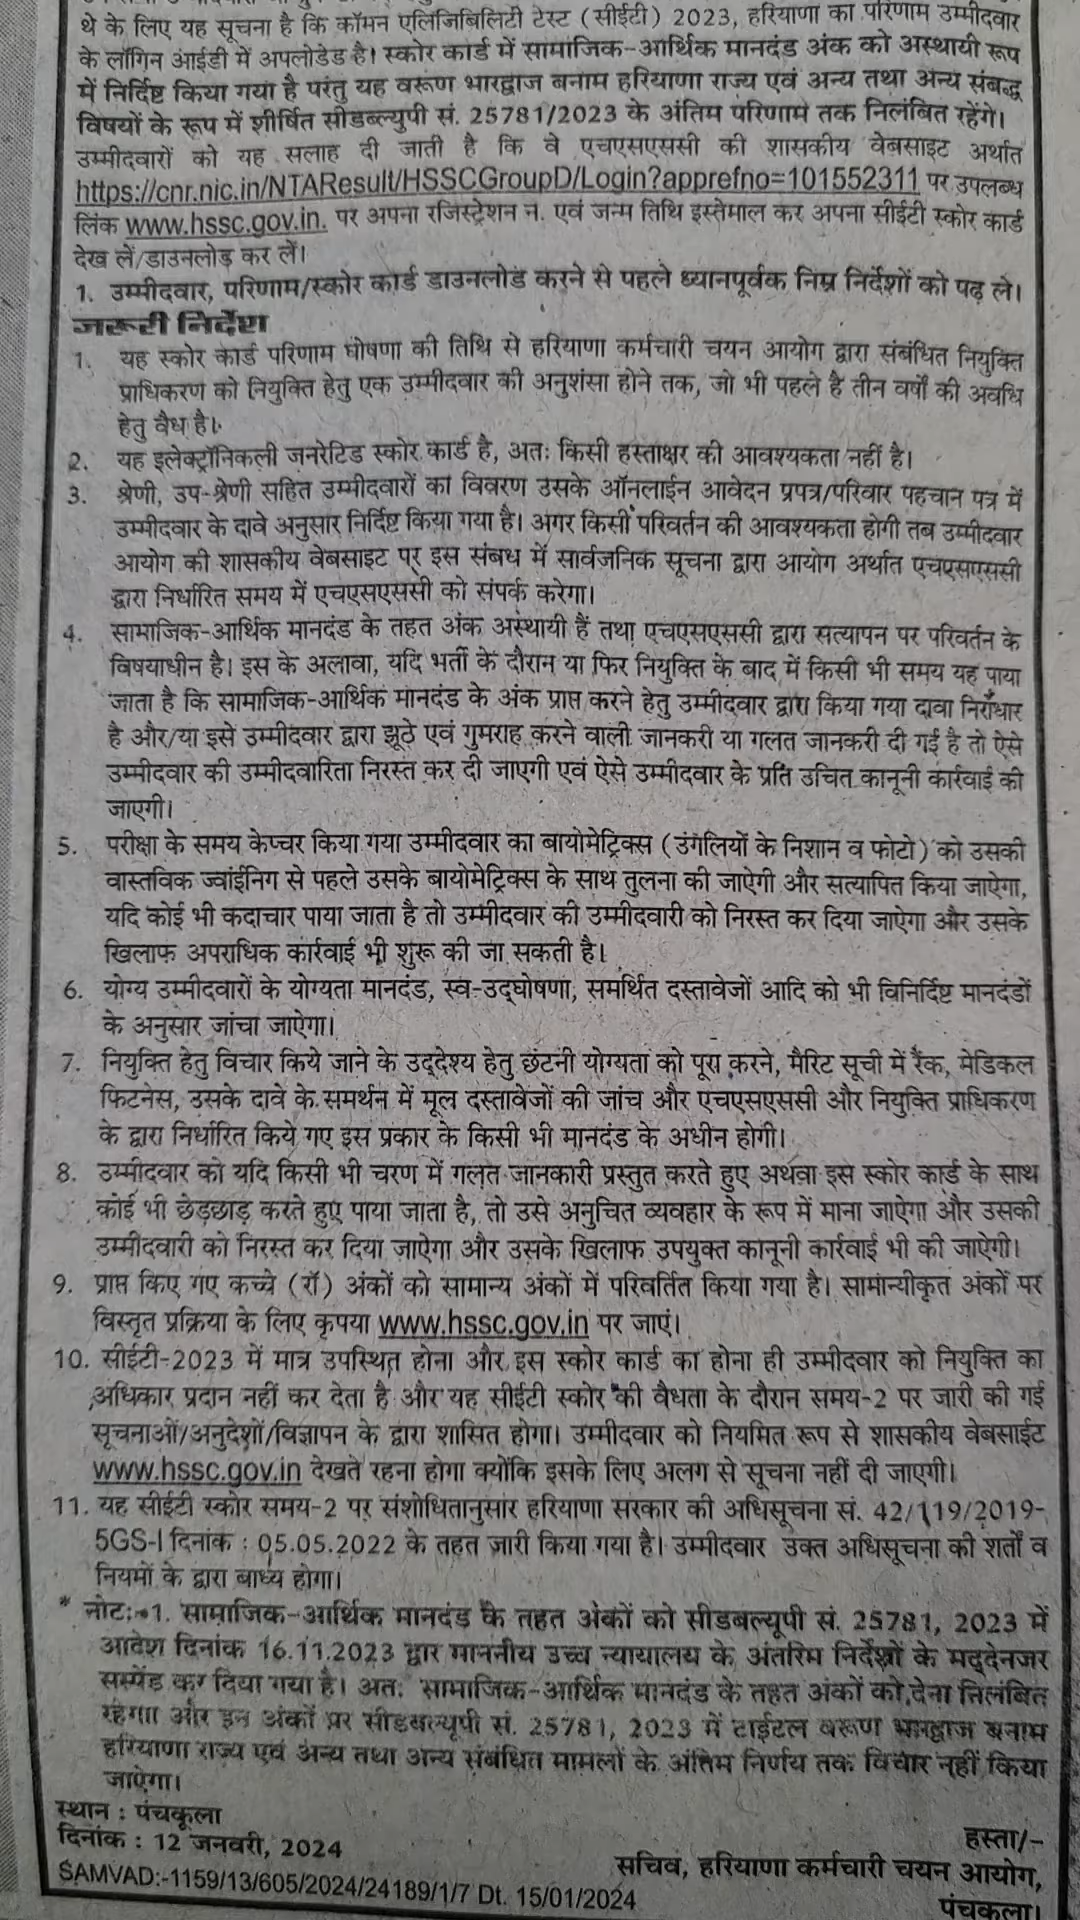 थे के लिए यह सूचना है कि कॉमन एलिजिबिलिटी टेस्ट (सीईटी) 2023, हरियाणा का परिणाम उम्मीदवार
के लॉगिन आईडी में अपलोडेड है। स्कोर कार्ड में सामाजिक-आर्थिक मानदंड अंक को अस्थायी रूप
में निर्दिष्ट किया गया है परंतु यह वरूण भारद्वाज बनाम हरियाणा राज्य एवं अन्य तथा अन्य संबद्ध
विषयों के रूप में शीर्षित सीडब्ल्युपी सं. 25781/2023 के अंतिम परिणाम तक निलंबित रहेंगे।
उम्मीदवारों को यह सलाह दी जाती है कि वे एचएसएससी की शासकीय वेबसाइट अर्थात
https://cnr.nic.in/NTAResult/HSSCGroupD/Login?apprefno=101552311 पर उपलब्ध
लिंक www.hssc.gov.in. पर अपना रजिस्ट्रेशन न. एवं जन्म तिथि इस्तेमाल कर अपना सीईटी स्कोर कार्ड
देख लें/डाउनलोड कर लें।
1. उम्मीदवार, परिणाम/स्कोर कार्ड डाउनलोड करने से पहले ध्यानपूर्वक निम्न निर्देशों को पढ़ ले।
जरूरी निर्देश
1. यह स्कोर कार्ड परिणाम घोषणा की तिथि से हरियाणा कर्मचारी चयन आयोग द्वारा संबंधित नियुक्ति
प्राधिकरण को नियुक्ति हेतु एक उम्मीदवार की अनुशंसा होने तक, जो भी पहले है तीन वर्षों की अवधि
हेतु वैध है।
2. यह इलेक्ट्रॉनिकली जनरेटिड स्कोर कार्ड है, अतः किसी हस्ताक्षर की आवश्यकता नहीं है।
3. श्रेणी, उप-श्रेणी सहित उम्मीदवारों का विवरण उसके ऑनलाईन आवेदन प्रपत्र/परिवार पहचान पत्र में
उम्मीदवार के दावे अनुसार निर्दिष्ट किया गया है। अगर किसी परिवर्तन की आवश्यकता होगी तब उम्मीदवार
आयोग की शासकीय वेबसाइट पर इस संबध में सार्वजनिक सूचना द्वारा आयोग अर्थात एचएसएससी
द्वारा निर्धारित समय में एचएसएससी को संपर्क करेगा।
4. सामाजिक-आर्थिक मानदंड के तहत अंक अस्थायी हैं तथा एचएसएससी द्वारा सत्यापन पर परिवर्तन के
विषयाधीन है। इस के अलावा, यदि भर्ती के दौरान या फिर नियुक्ति के बाद में किसी भी समय यह पाया
जाता है कि सामाजिक-आर्थिक मानदंड के अंक प्राप्त करने हेतु उम्मीदवार द्वारा किया गया दावा निराधार
है और/या इसे उम्मीदवार द्वारा झूठे एवं गुमराह करने वाली जानकरी या गलत जानकरी दी गई है तो ऐसे
उम्मीदवार की उम्मीदवारिता निरस्त कर दी जाएगी एवं ऐसे उम्मीदवार के प्रति उचित कानूनी कार्रवाई की
जाएगी।
5. परीक्षा के समय केप्चर किया गया उम्मीदवार का बायोमेट्रिक्स (उंगलियों के निशान व फोटो) को उसकी
वास्तविक ज्वांईनिग से पहले उसके बायोमेट्रिक्स के साथ तुलना की जाऐगी और सत्यापित किया जाऐगा,
यदि कोई भी कदाचार पाया जाता है तो उम्मीदवार की उम्मीदवारी को निरस्त कर दिया जाऐगा और उसके
खिलाफ अपराधिक कार्रवाई भी शुरू की जा सकती है।
6. योग्य उम्मीदवारों के योग्यता मानदंड, स्व-उद्घोषणा, समर्थित दस्तावेजों आदि को भी विनिर्दिष्ट मानदंडों
के अनुसार जांचा जाऐगा।
7. नियुक्ति हेतु विचार किये जाने के उद्देश्य हेतु छंटनी योग्यता को पूरा करने, मैरिट सूची में रैंक, मेडिकल
फिटनेस, उसके दावे के समर्थन में मूल दस्तावेजों की जांच और एचएसएससी और नियुक्ति प्राधिकरण
के द्वारा निर्धारित किये गए इस प्रकार के किसी भी मानदंड के अधीन होगी।
8. उम्मीदवार को यदि किसी भी चरण में गलत जानकारी प्रस्तुत करते हुए अथवा इस स्कोर कार्ड के साथ
कोई भी छेड़छाड़ करते हुए पाया जाता है, तो उसे अनुचित व्यवहार के रूप में माना जाऐगा और उसकी
उम्मीदवारी को निरस्त कर दिया जाऐगा और उसके खिलाफ उपयुक्त कानूनी कार्रवाई भी की जाऐगी।
9. प्राप्त किए गए कच्चे (रॉ) अंकों को सामान्य अंकों में परिवर्तित किया गया है। सामान्यीकृत अंकों पर
विस्तृत प्रक्रिया के लिए कृपया www.hssc.gov.in पर जाएं।
10. सीईटी-2023 में मात्र उपस्थित होना और इस स्कोर कार्ड का होना ही उम्मीदवार को नियुक्ति का
अधिकार प्रदान नहीं कर देता है और यह सीईटी स्कोर की वैधता के दौरान समय-2 पर जारी की गई
सूचनाओं/अनुदेशों/विज्ञापन के द्वारा शासित होगा। उम्मीदवार को नियमित रूप से शासकीय वेबसाईट
www.hssc.gov.in देखते रहना होगा क्योंकि इसके लिए अलग से सूचना नहीं दी जाएगी।
11. यह सीईटी स्कोर समय-2 पर संशोधितानुसार हरियाणा सरकार की अधिसूचना सं. 42/119/2019-
5GS-I दिनांक : 05.05.2022 के तहत जारी किया गया है। उम्मीदवार उक्त अधिसूचना की शर्तों व
नियमों के द्वारा बाध्य होगा।
* नोटः-1. सामाजिक-आर्थिक मानदंड के तहत अंकों को सीडबल्यूपी सं. 25781, 2023 में
आदेश दिनांक 16.11.2023 द्वार माननीय उच्च न्यायालय के अंतरिम निर्देशों के मद्देनजर
सस्पेंड कर दिया गया है। अतः सामाजिक-आर्थिक मानदंड के तहत अंकों को देना निलंबित
रहेगा और इन अंकों पर सीडबल्यूपी सं. 25781, 2023 में टाईटल वरूण भारद्वाज बनाम
हरियाणा राज्य एवं अन्य तथा अन्य संबंधित मामलों के अंतिम निर्णय तक विचार नहीं किया
जाऐगा।
स्थान : पंचकूला
दिनांक : 12 जनवरी, 2024
हस्ता/-
सचिव, हरियाणा कर्मचारी चयन आयोग,
पंचकूला।
SAMVAD:-1159/13/605/2024/24189/1/7 Dt. 15/01/2024